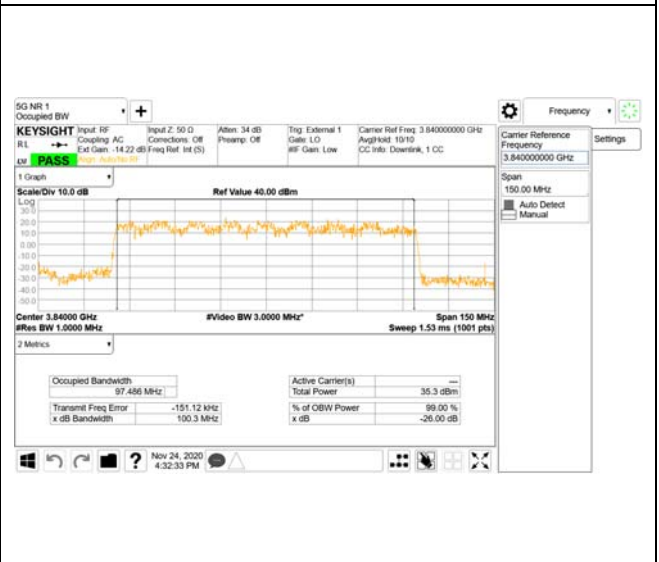 5G NR 1
Occupied BW
+
Frequency
KEYSIGHT
Input: RF
Input Z: 50 Ω
Atten: 34 dB
Trig: External 1
Carrier Ref Freq: 3.840000000 GHz
RL
Coupling: AC
Corrections: Off
Preamp: Off
Gate: LO
Avg|Hold: 10/10
Ext Gain: -14.22 dB
Freq Ref: Int (S)
#IF Gain: Low
CC Info: Downlink, 1 CC
PASS
Align: Auto/No RF
Carrier Reference
Frequency
3.840000000 GHz
Settings
Span
150.00 MHz
Auto Detect
Manual
1 Graph
Scale/Div 10.0 dB
Ref Value 40.00 dBm
Log
30.0
20.0
10.0
0.00
-10.0
-20.0
-30.0
-40.0
-50.0
Center 3.84000 GHz
#Video BW 3.0000 MHz*
Span 150 MHz
#Res BW 1.0000 MHz
Sweep 1.53 ms (1001 pts)
2 Metrics
Occupied Bandwidth
97.486 MHz
Active Carrier(s)
---
Total Power
35.3 dBm
Transmit Freq Error
-151.12 kHz
% of OBW Power
99.00 %
x dB Bandwidth
100.3 MHz
x dB
-26.00 dB
?
Nov 24, 2020
4:32:33 PM